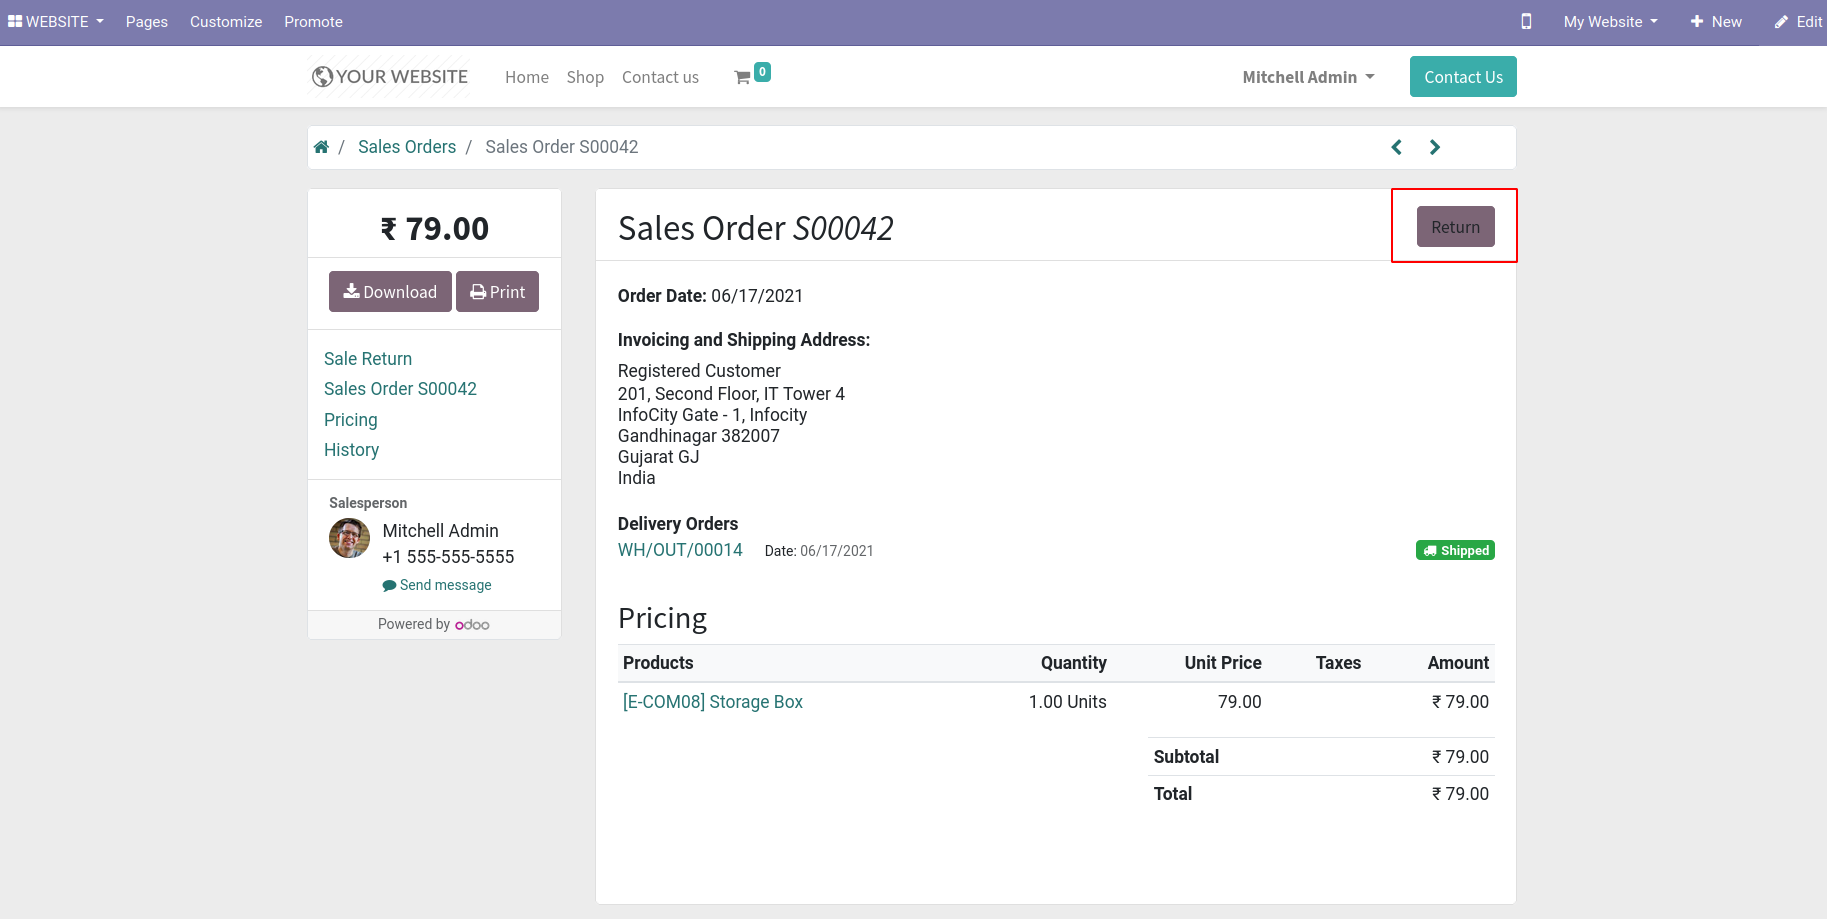 WEBSITE Pages Customize Promote My Website New Edit
YOUR WEBSITE Home Shop Contact us 0 Mitchell Admin Contact Us
/ Sales Orders / Sales Order S00042
₹ 79.00
Download Print
Sale Return
Sales Order S00042
Pricing
History
Salesperson
Mitchell Admin
+1 555-555-5555
Send message
Powered by odoo
Sales Order S00042 Return
Order Date: 06/17/2021
Invoicing and Shipping Address:
Registered Customer
201, Second Floor, IT Tower 4
InfoCity Gate - 1, Infocity
Gandhinagar 382007
Gujarat GJ
India
Delivery Orders
WH/OUT/00014 Date: 06/17/2021 Shipped
Pricing
Products Quantity Unit Price Taxes Amount
[E-COM08] Storage Box 1.00 Units 79.00 ₹ 79.00
Subtotal ₹ 79.00
Total ₹ 79.00